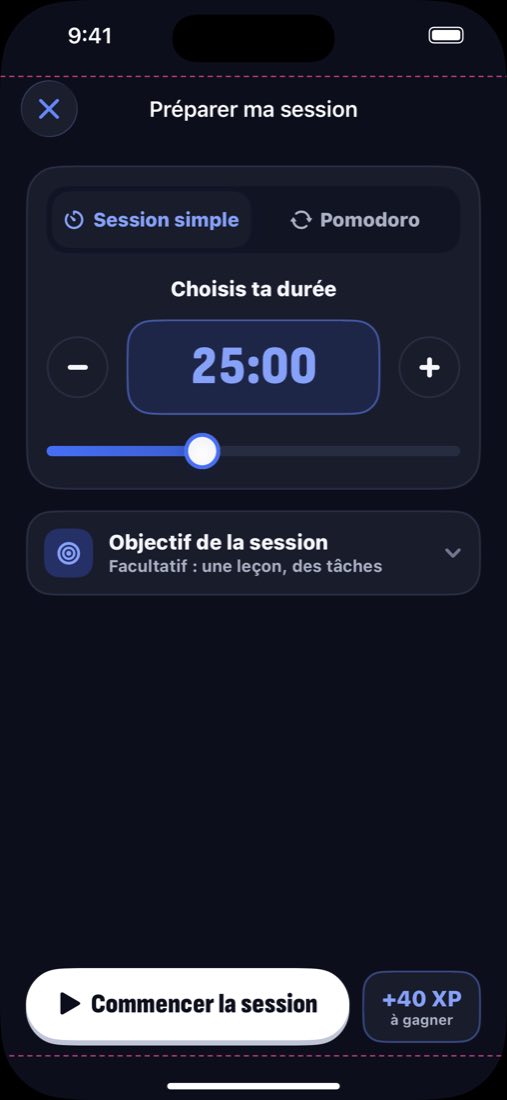 9:41
Préparer ma session
Session simple
Pomodoro
Choisis ta durée
25:00
Objectif de la session
Facultatif : une leçon, des tâches
Commencer la session
+40 XP
à gagner